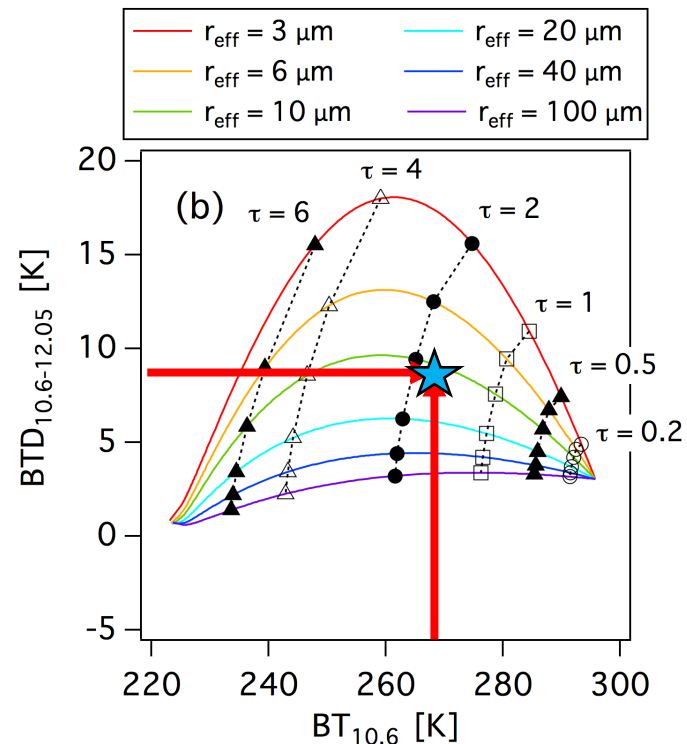 r_eff = 3 µm
r_eff = 20 µm
r_eff = 6 µm
r_eff = 40 µm
r_eff = 10 µm
r_eff = 100 µm
(b)
τ = 6
τ = 4
τ = 2
τ = 1
τ = 0.5
τ = 0.2
BTD_10.6-12.05 [K]
20
15
10
5
0
-5
220
240
260
280
300
BT_10.6 [K]